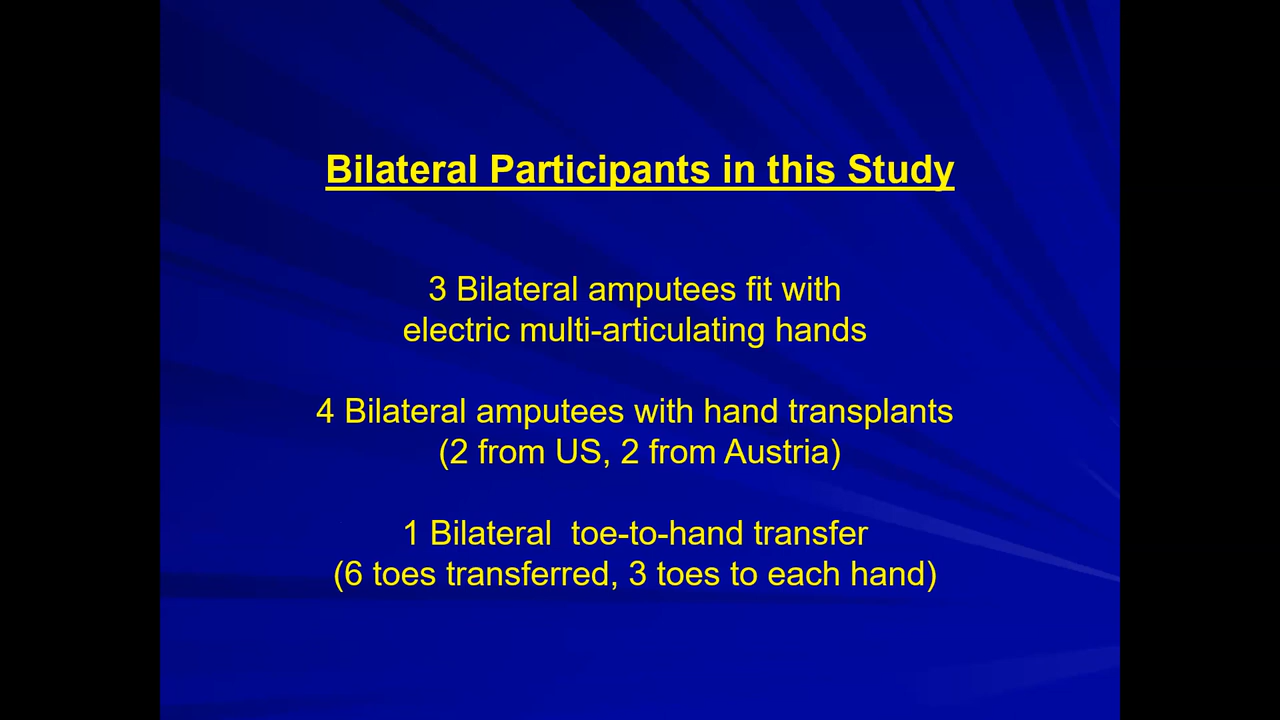 Bilateral Participants in this Study
3 Bilateral amputees fit with
electric multi-articulating hands
4 Bilateral amputees with hand transplants
(2 from US, 2 from Austria)
1 Bilateral  toe-to-hand transfer
(6 toes transferred, 3 toes to each hand)